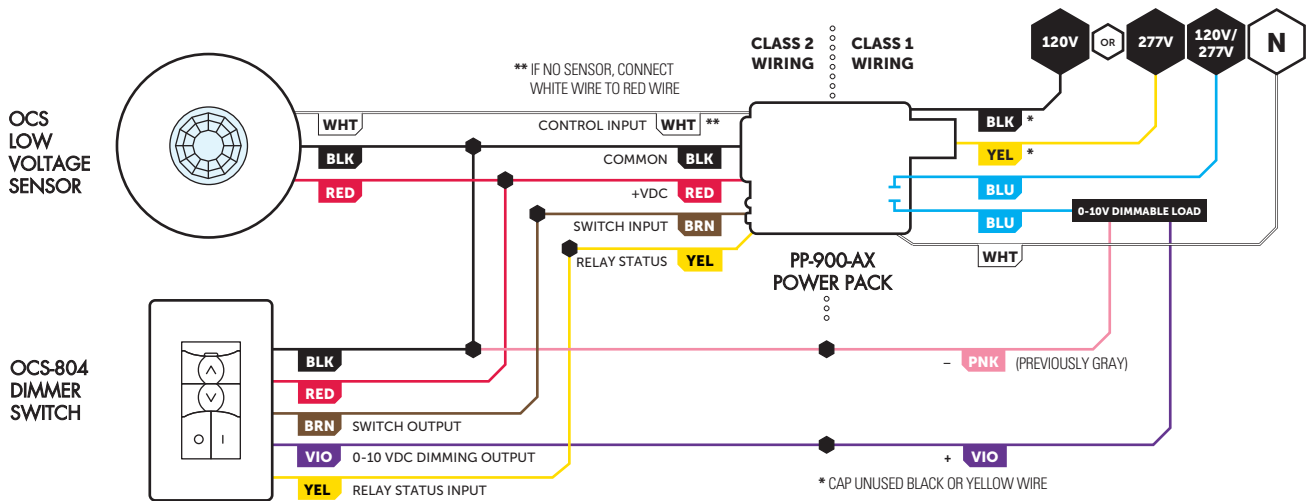 CLASS 2 WIRING
CLASS 1 WIRING
120V
OR
277V
120V/
277V
N
** IF NO SENSOR, CONNECT
WHITE WIRE TO RED WIRE
OCS
LOW
VOLTAGE
SENSOR
WHT
CONTROL INPUT
WHT
**
BLK
COMMON
BLK
RED
+VDC
RED
SWITCH INPUT
BRN
RELAY STATUS
YEL
BLK
*
YEL
*
BLU
BLU
0-10V DIMMABLE LOAD
WHT
PP-900-AX
POWER PACK
OCS-804
DIMMER
SWITCH
BLK
RED
BRN
SWITCH OUTPUT
VIO
0-10 VDC DIMMING OUTPUT
YEL
RELAY STATUS INPUT
O I
– PNK (PREVIOUSLY GRAY)
+ VIO
* CAP UNUSED BLACK OR YELLOW WIRE